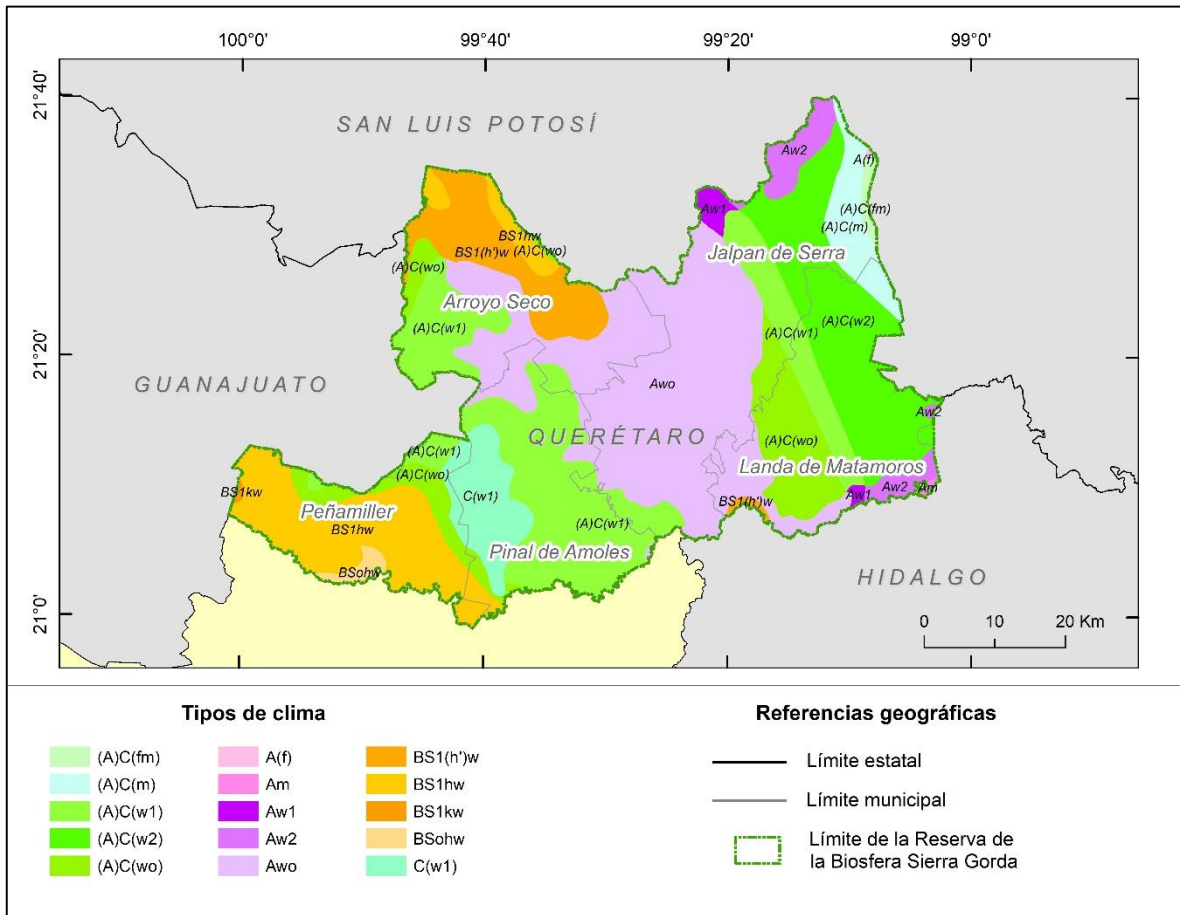 100°0' 99°40' 99°20' 99°0'
21°40'
21°20'
21°0'
SAN LUIS POTOSÍ
Aw2
A(f)
Aw1
(A)C(fm)
(A)C(m)
BS1hw
BS1(h')w
(A)C(wo)
Jalpan de Serra
(A)C(wo)
Arroyo Seco
(A)C(w1)
(A)C(w1)
(A)C(w2)
GUANAJUATO
Awo
Aw2
QUERÉTARO
(A)C(wo)
(A)C(w1)
(A)C(wo)
Landa de Matamoros
BS1kw
C(w1)
BS1(h')w
Aw1
Aw2
Am
Peñamiller
BS1hw
(A)C(w1)
Pinal de Amoles
BSohw
HIDALGO
0 10 20 Km
Tipos de clima
(A)C(fm)
(A)C(m)
(A)C(w1)
(A)C(w2)
(A)C(wo)
A(f)
Am
Aw1
Aw2
Awo
BS1(h')w
BS1hw
BS1kw
BSohw
C(w1)
Referencias geográficas
Límite estatal
Límite municipal
Límite de la Reserva de
la Biosfera Sierra Gorda